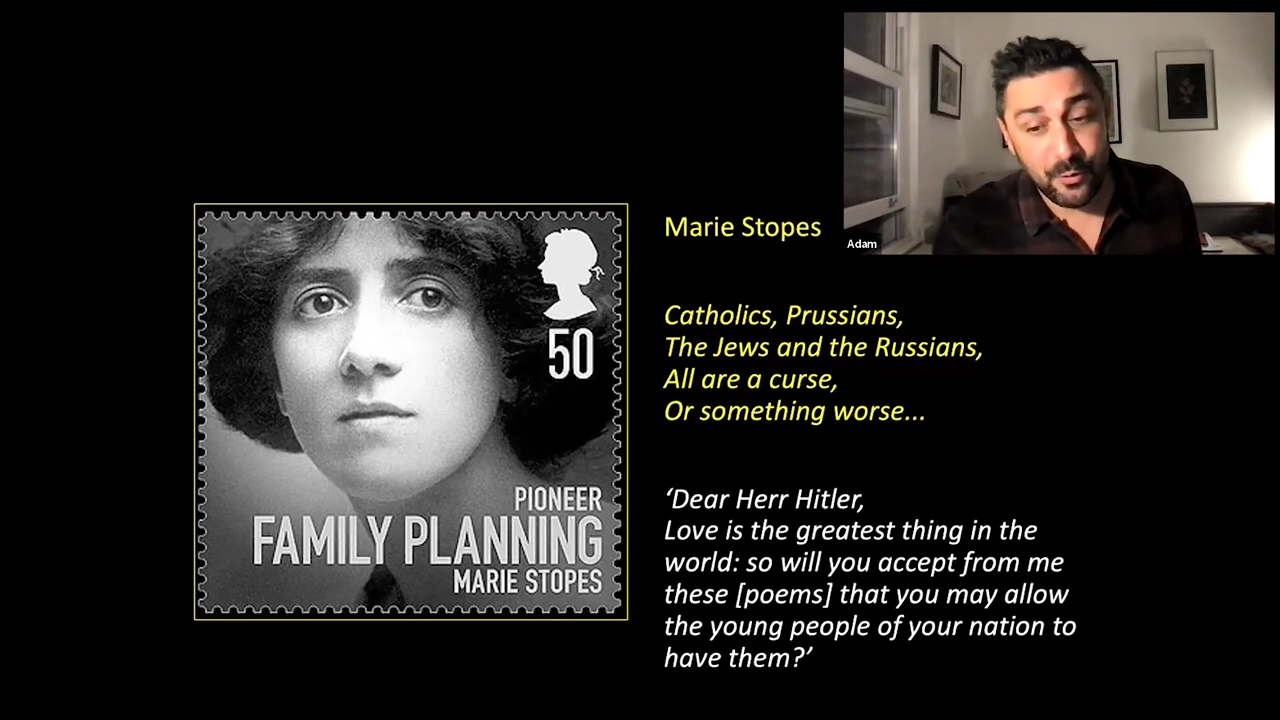 Adam
50
PIONEER
FAMILY PLANNING
MARIE STOPES
Marie Stopes
Catholics, Prussians,
The Jews and the Russians,
All are a curse,
Or something worse...
‘Dear Herr Hitler,
Love is the greatest thing in the
world: so will you accept from me
these [poems] that you may allow
the young people of your nation to
have them?’